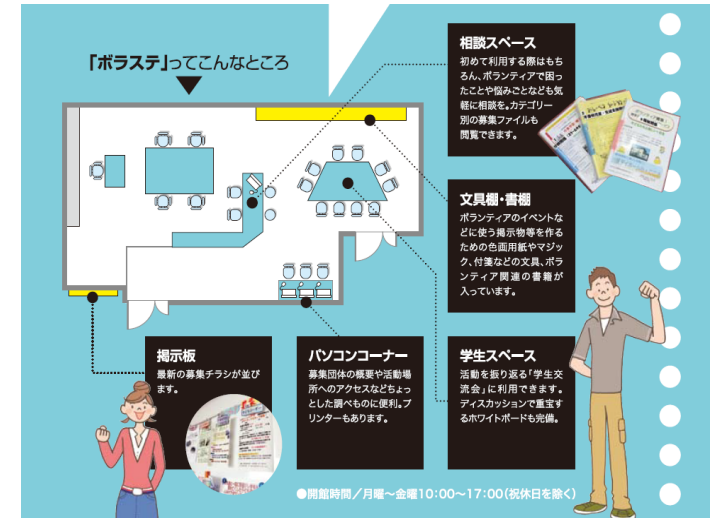 「ボラステ」ってこんなところ
相談スペース
初めて利用する際はもち
ろん、ボランティアで困っ
たことや悩みごとなども気
軽に相談を。カテゴリー
別の募集ファイルも
閲覧できます。
文具棚・書棚
ボランティアのイベントな
どに使う掲示物等を作る
ための色画用紙やマジッ
ク、付箋などの文具、ボラ
ンティア関連の書籍が
入っています。
掲示板
最新の募集チラシが並び
ます。
パソコンコーナー
募集団体の概要や活動場
所へのアクセスなどちょっ
とした調べものに便利。プ
リンターもあります。
学生スペース
活動を振り返る「学生交
流会」に利用できます。
ディスカッションで重宝す
るホワイトボードも完備。
●開館時間／月曜～金曜10:00～17:00(祝休日を除く)